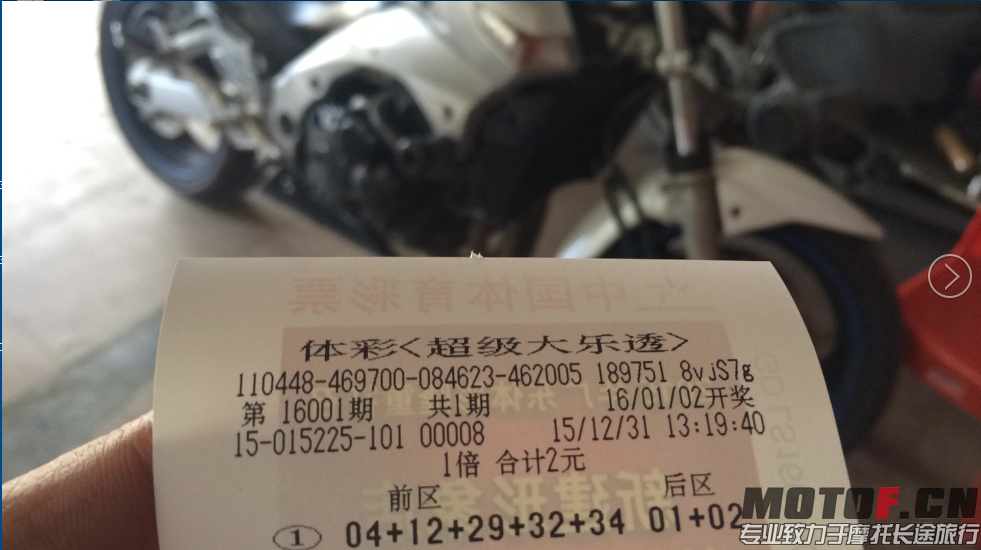 中国体育彩票
体彩<超级大乐透>
110448-469700-084623-462005 189751 8vjS7g
第 16001期 共1期 16/01/02开奖
15-015225-101 00008 15/12/31 13:19:40
1倍 合计2元
前区 后区
① 04+12+29+32+34 01+02
MOTOF.CN
专业致力于摩托长途旅行